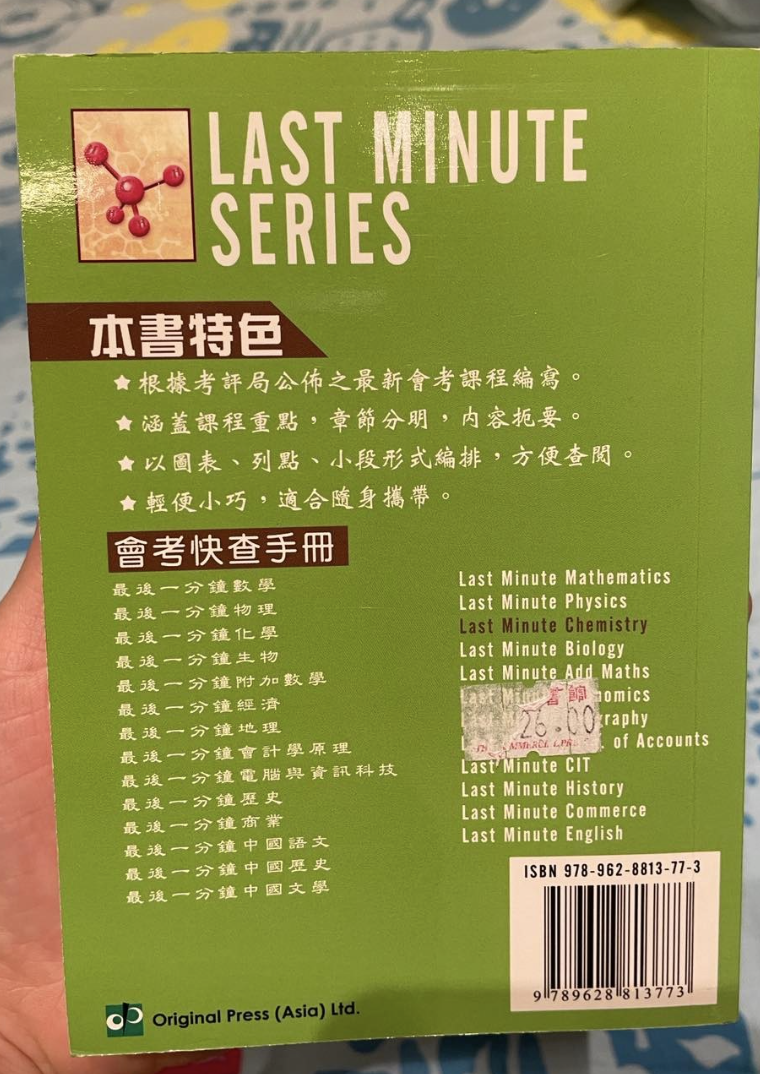 LAST MINUTE
SERIES
本書特色
★根據考評局公佈之最新會考課程編寫。
★涵蓋課程重點，章節分明，內容扼要。
★以圖表、列點、小段形式編排，方便查閱。
★輕便小巧，適合隨身攜帶。
會考快查手冊
最後一分鐘數學
最後一分鐘物理
最後一分鐘化學
最後一分鐘生物
最後一分鐘附加數學
最後一分鐘經濟
最後一分鐘地理
最後一分鐘會計學原理
最後一分鐘電腦與資訊科技
最後一分鐘歷史
最後一分鐘商業
最後一分鐘中國語文
最後一分鐘中國歷史
最後一分鐘中國文學
Last Minute Mathematics
Last Minute Physics
Last Minute Chemistry
Last Minute Biology
Last Minute Add Maths
26.00
of Accounts
Last Minute CIT
Last Minute History
Last Minute Commerce
Last Minute English
ISBN 978-962-8813-77-3
9 789628 813773
Original Press (Asia) Ltd.